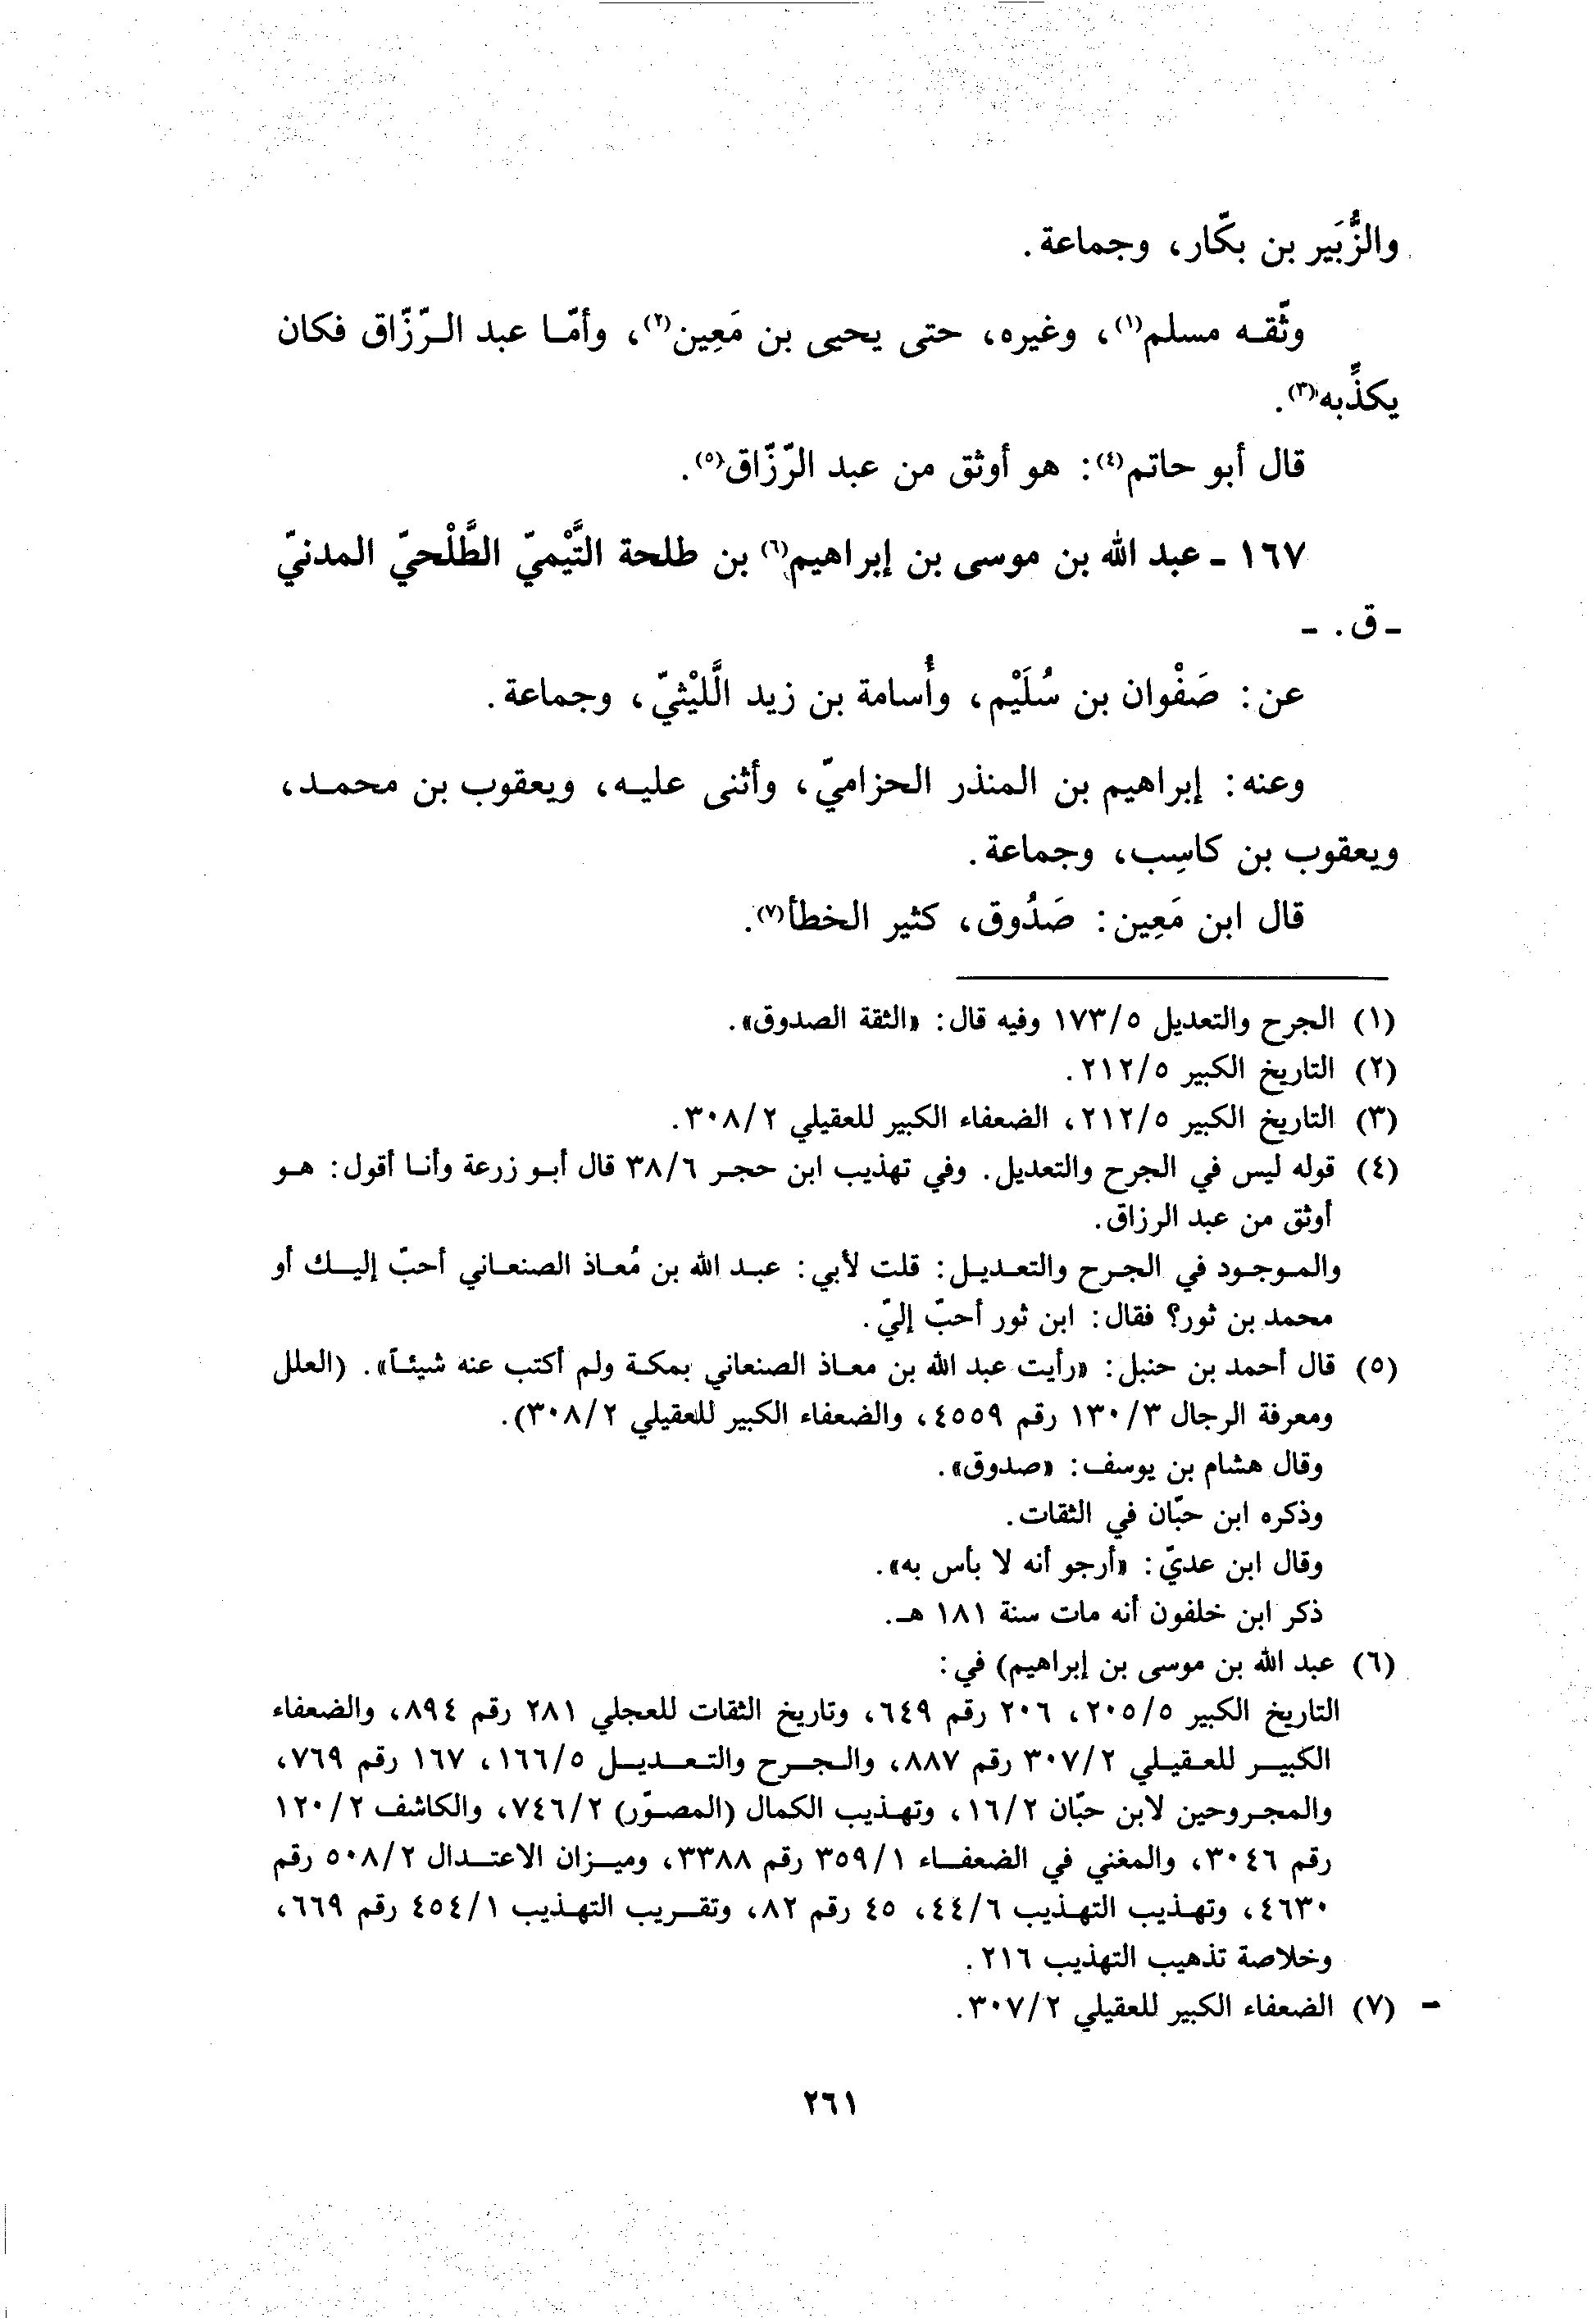 والزُّبَير بن بكّار، وجماعة.
وثّقه مسلم(١)، وغيره، حتى يحيى بن مَعِين(٢)، وأمّا عبد الرّزّاق فكان
يكذِّبه(٣).
قال أبو حاتم(٤): هو أوثق من عبد الرّزّاق(٥).
١٦٧ - عبد الله بن موسى بن إبراهيم(٦) بن طلحة التَّيْميّ الطَّلْحيّ المدنيّ
- ق. -
عن: صَفْوان بن سُلَيْم، وأُسامة بن زيد اللَّيْثيّ، وجماعة.
وعنه: إبراهيم بن المنذر الحزاميّ، وأثنى عليه، ويعقوب بن محمد،
ويعقوب بن كاسِب، وجماعة.
قال ابن مَعِين: صَدُوق، كثير الخطأ(٧).
(١) الجرح والتعديل ١٧٣/٥ وفيه قال: «الثقة الصدوق».
(٢) التاريخ الكبير ٢١٢/٥.
(٣) التاريخ الكبير ٢١٢/٥، الضعفاء الكبير للعقيلي ٣٠٨/٢.
(٤) قوله ليس في الجرح والتعديل. وفي تهذيب ابن حجر ٣٨/٦ قال أبو زرعة وأنا أقول: هو
أوثق من عبد الرزاق.
والموجود في الجرح والتعديل: قلت لأبي: عبد الله بن مُعاذ الصنعاني أحبّ إليك أو
محمد بن ثور؟ فقال: ابن ثور أحبّ إليّ.
(٥) قال أحمد بن حنبل: «رأيت عبد الله بن معاذ الصنعاني بمكة ولم أكتب عنه شيئاً». (العلل
ومعرفة الرجال ١٣٠/٣ رقم ٤٥٥٩، والضعفاء الكبير للعقيلي ٣٠٨/٢).
وقال هشام بن يوسف: «صدوق».
وذكره ابن حبّان في الثقات.
وقال ابن عديّ: «أرجو أنه لا بأس به».
ذكر ابن خلفون أنه مات سنة ١٨١ هـ.
(٦) عبد الله بن موسى بن إبراهيم) في:
التاريخ الكبير ٢٠٥/٥، ٢٠٦ رقم ٦٤٩، وتاريخ الثقات للعجلي ٢٨١ رقم ٨٩٤، والضعفاء
الكبير للعقيلي ٣٠٧/٢ رقم ٨٨٧، والجرح والتعديل ١٦٦/٥، ١٦٧ رقم ٧٦٩،
والمجروحين لابن حبّان ١٦/٢، وتهذيب الكمال (المصوّر) ٧٤٦/٢، والكاشف ١٢٠/٢
رقم ٣٠٤٦، والمغني في الضعفاء ٣٥٩/١ رقم ٣٣٨٨، وميزان الاعتدال ٥٠٨/٢ رقم
٤٦٣٠، وتهذيب التهذيب ٤٤/٦، ٤٥ رقم ٨٢، وتقريب التهذيب ٤٥٤/١ رقم ٦٦٩،
وخلاصة تذهيب التهذيب ٢١٦.
(٧) الضعفاء الكبير للعقيلي ٣٠٧/٢.
٢٦١